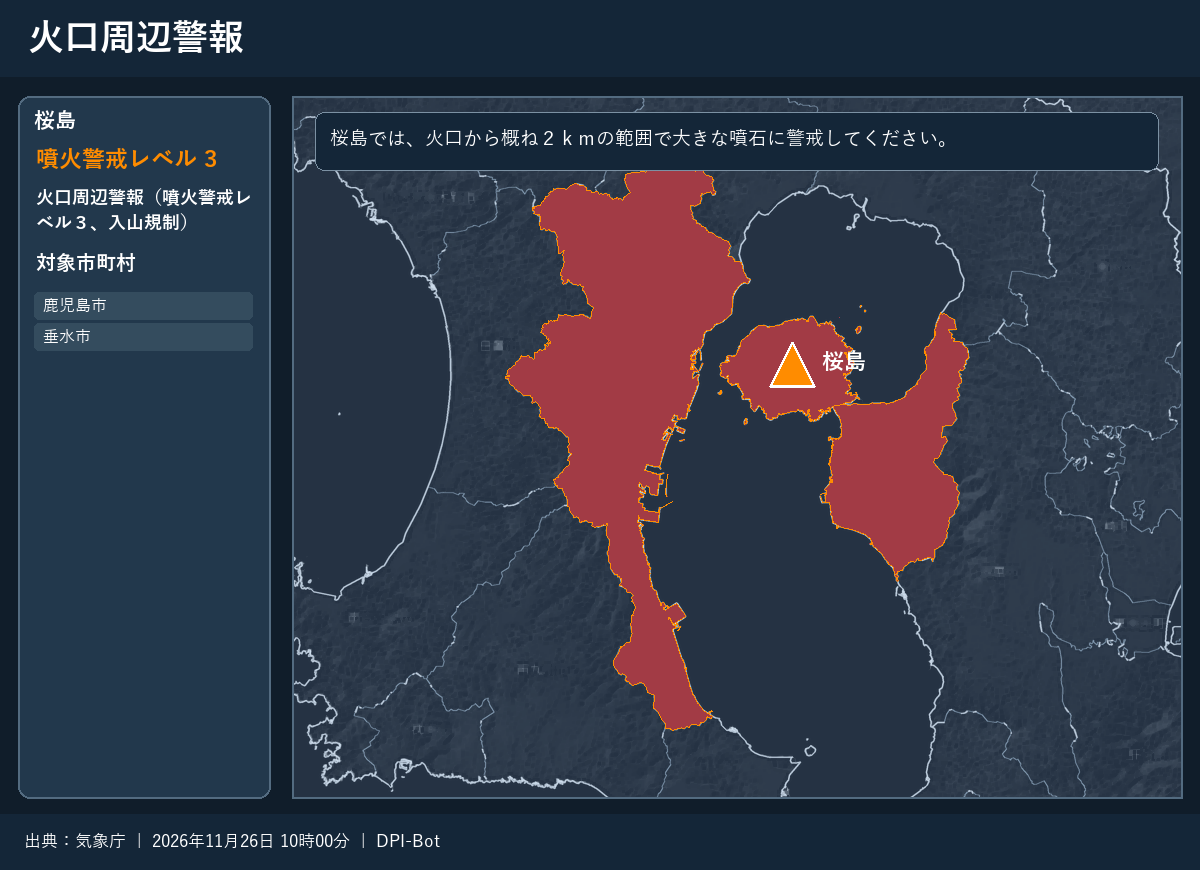 火口周辺警報
桜島
噴火警戒レベル 3
火口周辺警報（噴火警戒レ
ベル３、入山規制）
対象市町村
鹿児島市
垂水市
桜島では、火口から概ね２ｋｍの範囲で大きな噴石に警戒してください。
桜島
出典：気象庁 | 2026年11月26日 10時00分 | DPI-Bot